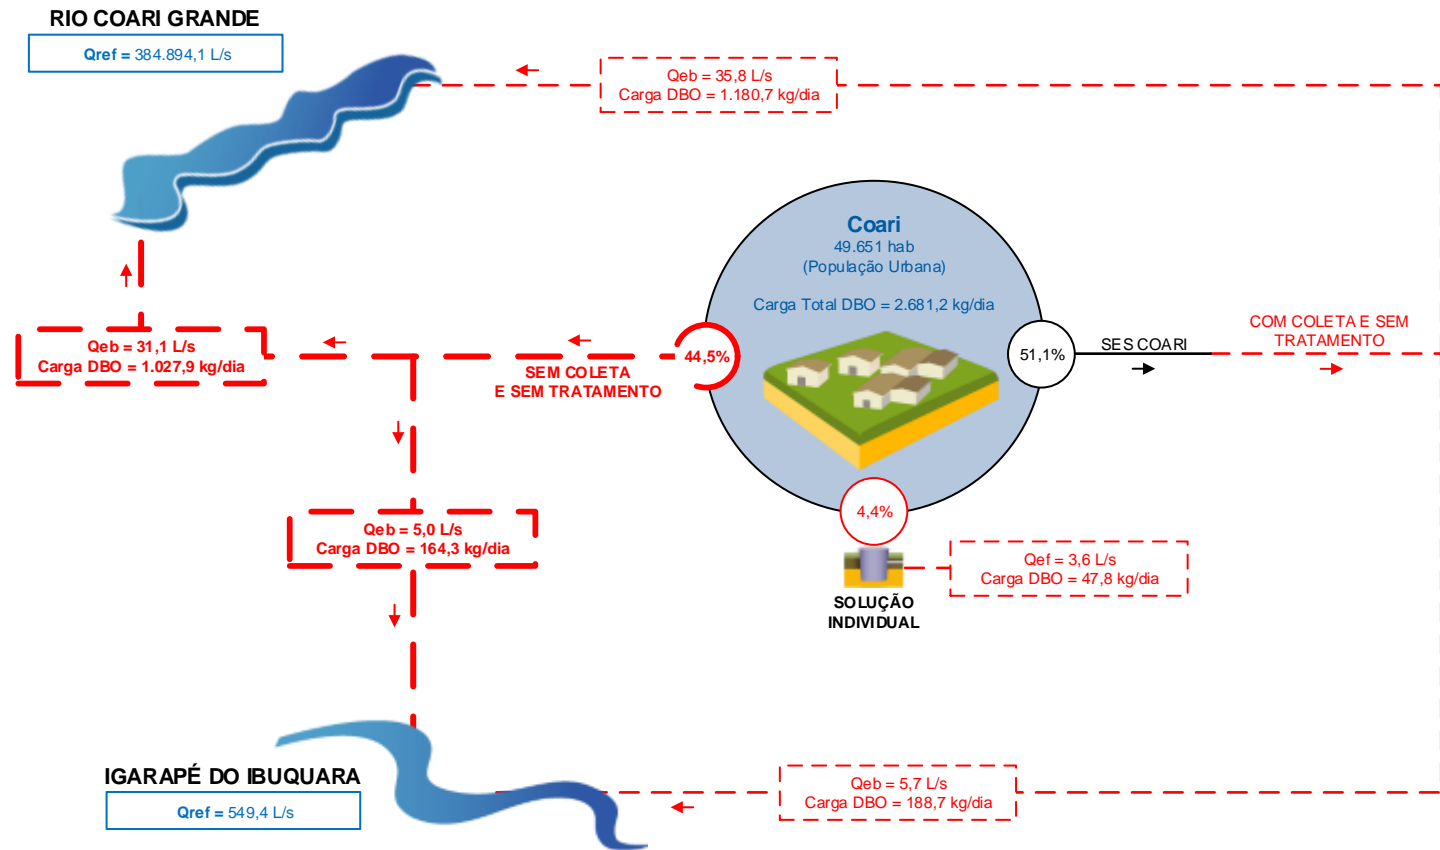 RIO COARI GRANDE
Qref = 384.894,1 L/s
Qeb = 35,8 L/s
Carga DBO = 1.180,7 kg/dia
Coari
49.651 hab
(População Urbana)
Carga Total DBO = 2.681,2 kg/dia
Qeb = 31,1 L/s
Carga DBO = 1.027,9 kg/dia
SEM COLETA
E SEM TRATAMENTO
44,5%
51,1%
SES COARI
COM COLETA E SEM
TRATAMENTO
4,4%
Qeb = 5,0 L/s
Carga DBO = 164,3 kg/dia
Qef = 3,6 L/s
Carga DBO = 47,8 kg/dia
SOLUÇÃO
INDIVIDUAL
IGARAPÉ DO IBUQUARA
Qref = 549,4 L/s
Qeb = 5,7 L/s
Carga DBO = 188,7 kg/dia